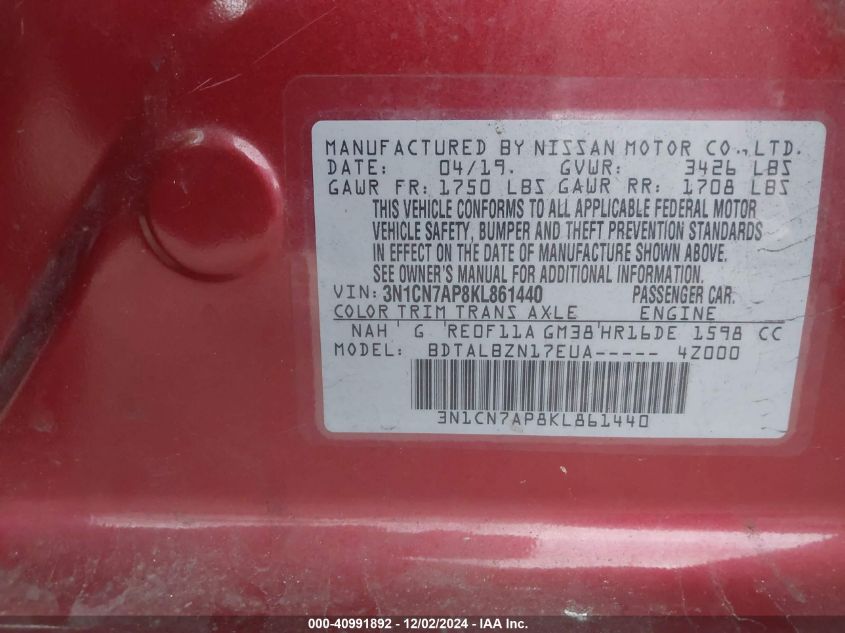 MANUFACTURED BY NISSAN MOTOR CO., LTD.
DATE: 04/19. GVWR: 3426 LBS
GAWR FR: 1750 LBS GAWR RR: 1708 LBS
THIS VEHICLE CONFORMS TO ALL APPLICABLE FEDERAL MOTOR
VEHICLE SAFETY, BUMPER AND THEFT PREVENTION STANDARDS
IN EFFECT ON THE DATE OF MANUFACTURE SHOWN ABOVE.
SEE OWNER'S MANUAL FOR ADDITIONAL INFORMATION.
VIN: 3N1CN7AP8KL861440 PASSENGER CAR.
COLOR TRIM TRANS AXLE ENGINE
NAH G RE0F11A GM38 HR16DE 1598 CC
MODEL: BDTALBZN17EUA----- 4Z000
3N1CN7AP8KL861440
000-40991892 - 12/02/2024 - IAA Inc.